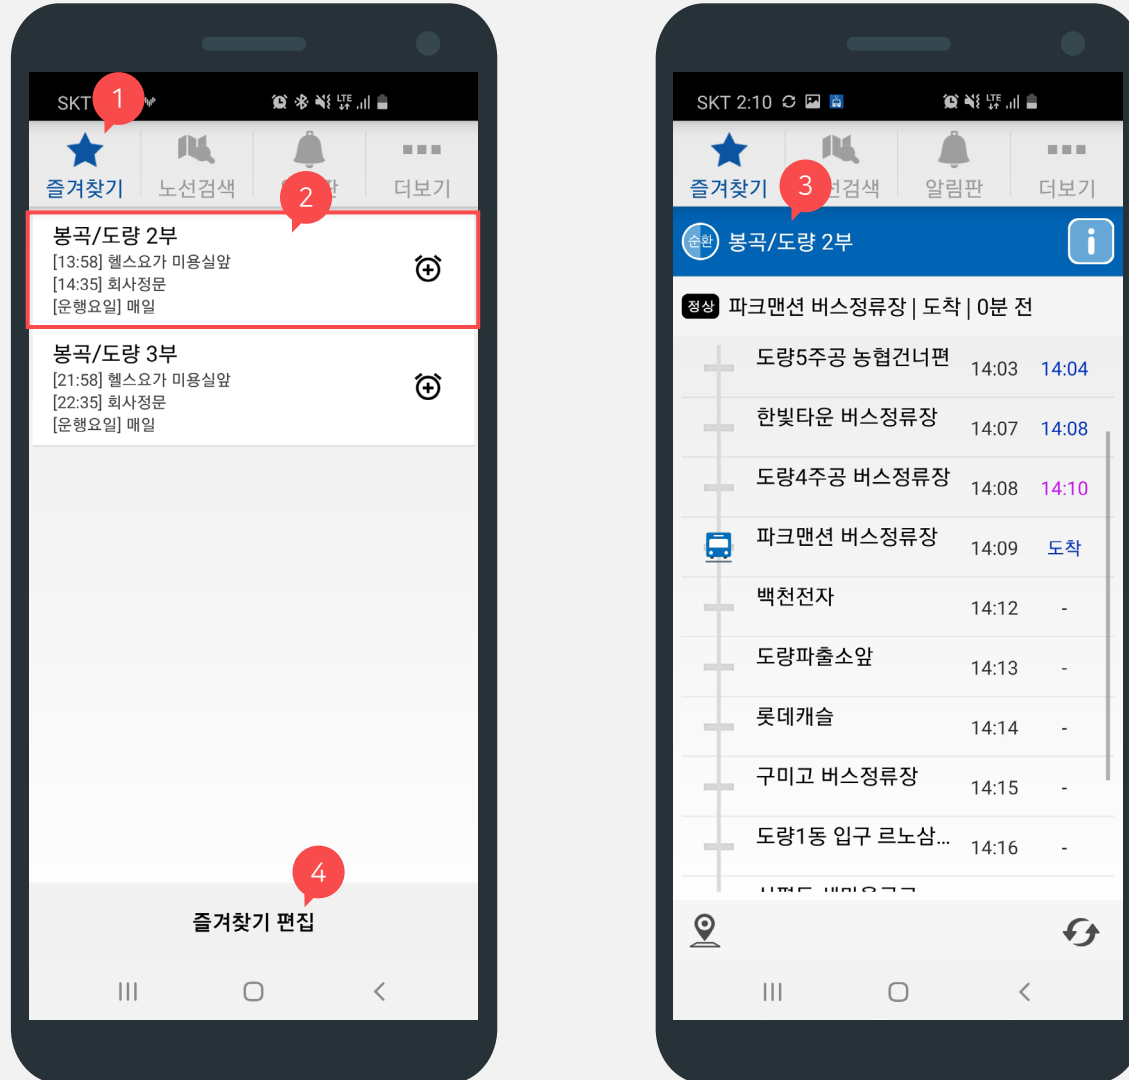 SKT
1
LTE
즐겨찾기
노선검색
2
판
더보기
봉곡/도량 2부
[13:58] 헬스요가 미용실앞
[14:35] 회사정문
[운행요일] 매일
봉곡/도량 3부
[21:58] 헬스요가 미용실앞
[22:35] 회사정문
[운행요일] 매일
4
즐겨찾기 편집
SKT 2:10
LTE
즐겨찾기
3
선검색
알림판
더보기
순환
봉곡/도량 2부
i
정상 파크맨션 버스정류장 | 도착 | 0분 전
도량5주공 농협건너편 14:03 14:04
한빛타운 버스정류장 14:07 14:08
도량4주공 버스정류장 14:08 14:10
파크맨션 버스정류장 14:09 도착
백천전자 14:12 -
도량파출소앞 14:13 -
롯데캐슬 14:14 -
구미고 버스정류장 14:15 -
도량1동 입구 르노삼... 14:16 -